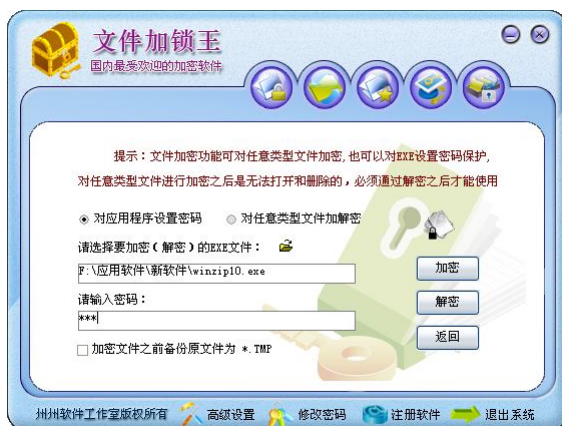 文件加锁王
国内最受欢迎的加密软件
提示：文件加密功能可对任意类型文件加密,也可以对EXE设置密码保护,
对任意类型文件进行加密之后是无法打开和删除的，必须通过解密之后才能使用
对应用程序设置密码 对任意类型文件加解密
请选择要加密（解密）的EXE文件：
F:\应用软件\新软件\winzip10.exe
加密
请输入密码：
解密
***
返回
加密文件之前备份原文件为 *.TMP
州州软件工作室版权所有 高级设置 修改密码 注册软件 退出系统